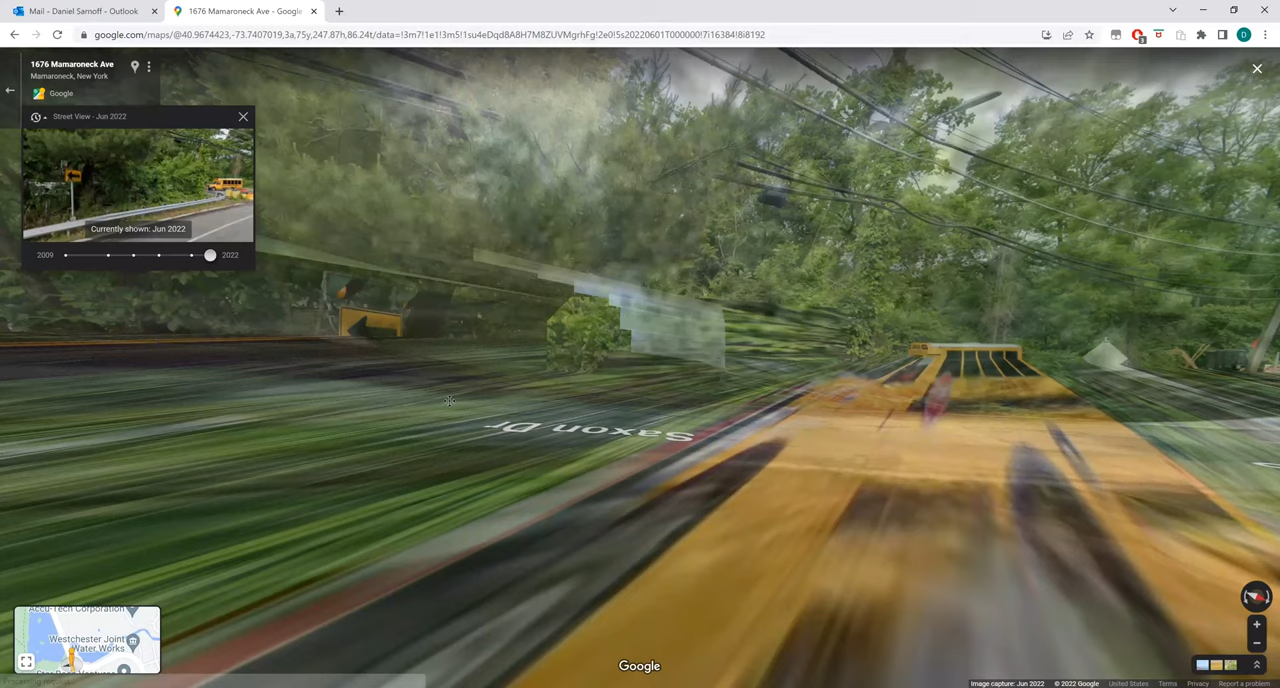 Mail - Daniel Sarnoff - Outlook
1676 Mamaroneck Ave - Google
google.com/maps/@40.9674423,-73.7407019,3a,75y,247.87h,86.24t/data=!3m7!1e1!3m5!1su4eDqd8A8H7M8ZUVMgrhFg!2e0!5s20220601T000000!7i16384!8i8192
3
D
1676 Mamaroneck Ave
Mamaroneck, New York
Google
Street View - Jun 2022
Currently shown: Jun 2022
2009
2022
Saxon Dr
Accu-Tech Corporation
Westchester Joint
Water Works
Google
Image capture: Jun 2022 © 2022 Google United States Terms Privacy Report a problem